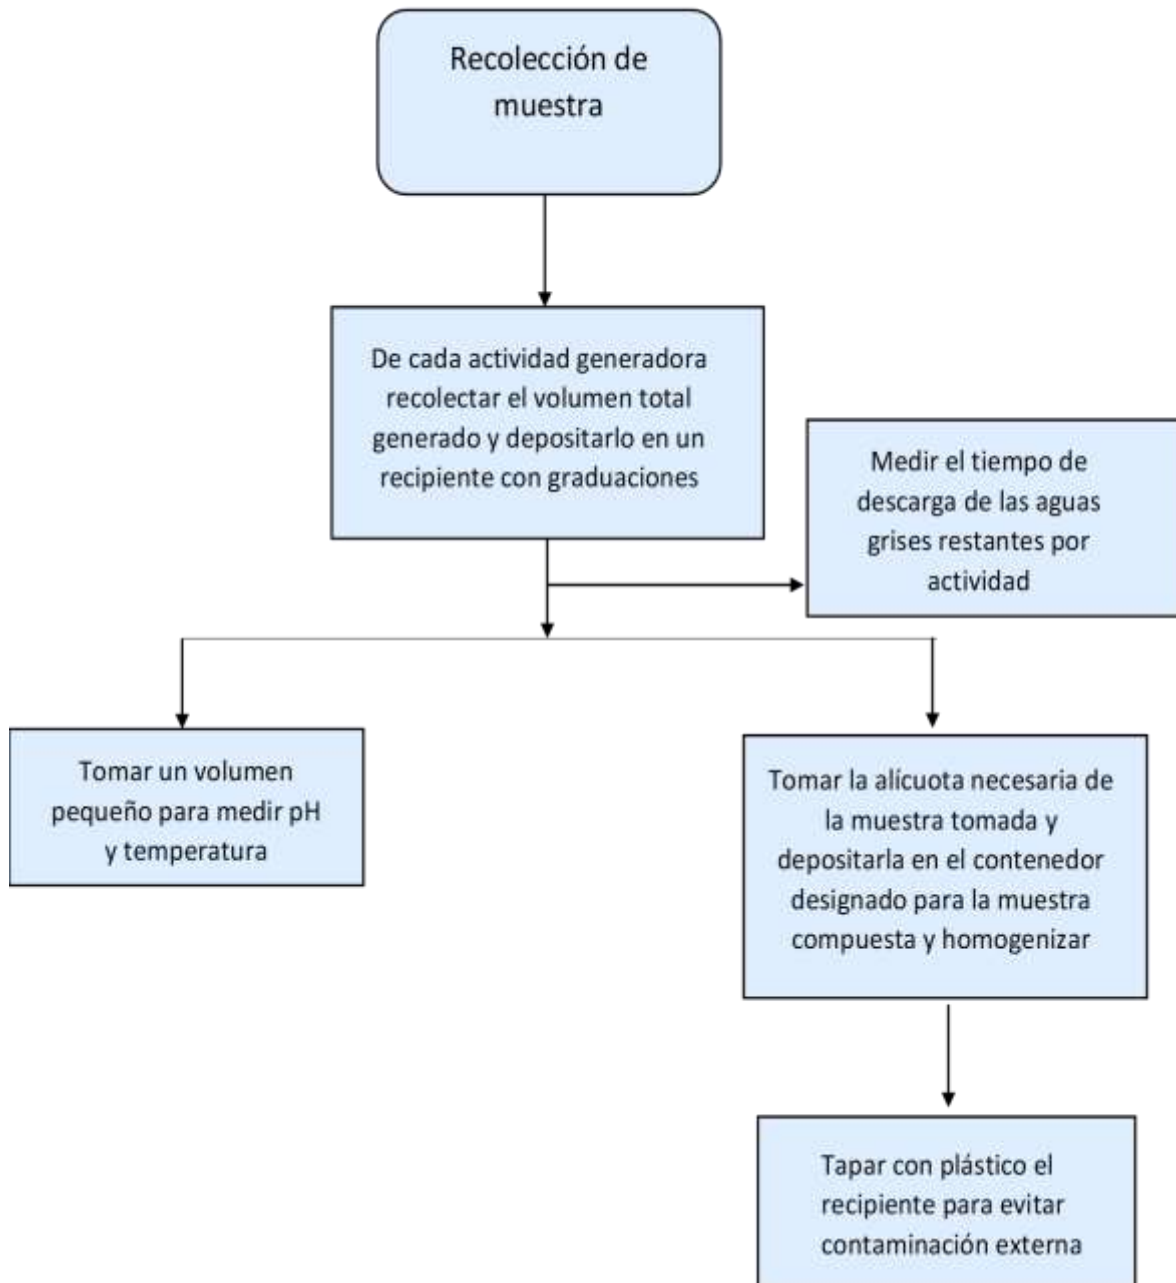 Recolección de
muestra
De cada actividad generadora
recolectar el volumen total
generado y depositarlo en un
recipiente con graduaciones
Medir el tiempo de
descarga de las aguas
grises restantes por
actividad
Tomar un volumen
pequeño para medir pH
y temperatura
Tomar la alícuota necesaria de
la muestra tomada y
depositarla en el contenedor
designado para la muestra
compuesta y homogenizar
Tapar con plástico el
recipiente para evitar
contaminación externa